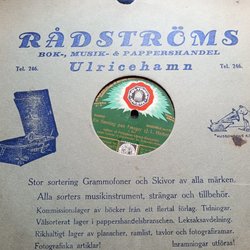 RÅDSTRÖMS
BOK-, MUSIK- & PAPPERSHANDEL
Tel. 246. Ulricehamn Tel. 246.
Stor sortering Grammofoner och Skivor av alla märken.
Alla sorters musikinstrument, strängar och tillbehör.
Kommissionslager av böcker från ett flertal förlag. Tidningar.
Välsorterat lager i pappershandelsbranschen. Leksaksavdelning.
Rikhaltigt lager av planscher, ramlist, tavlor och fotografiramar.
Fotografiska artiklar! Intressanta nyheter!